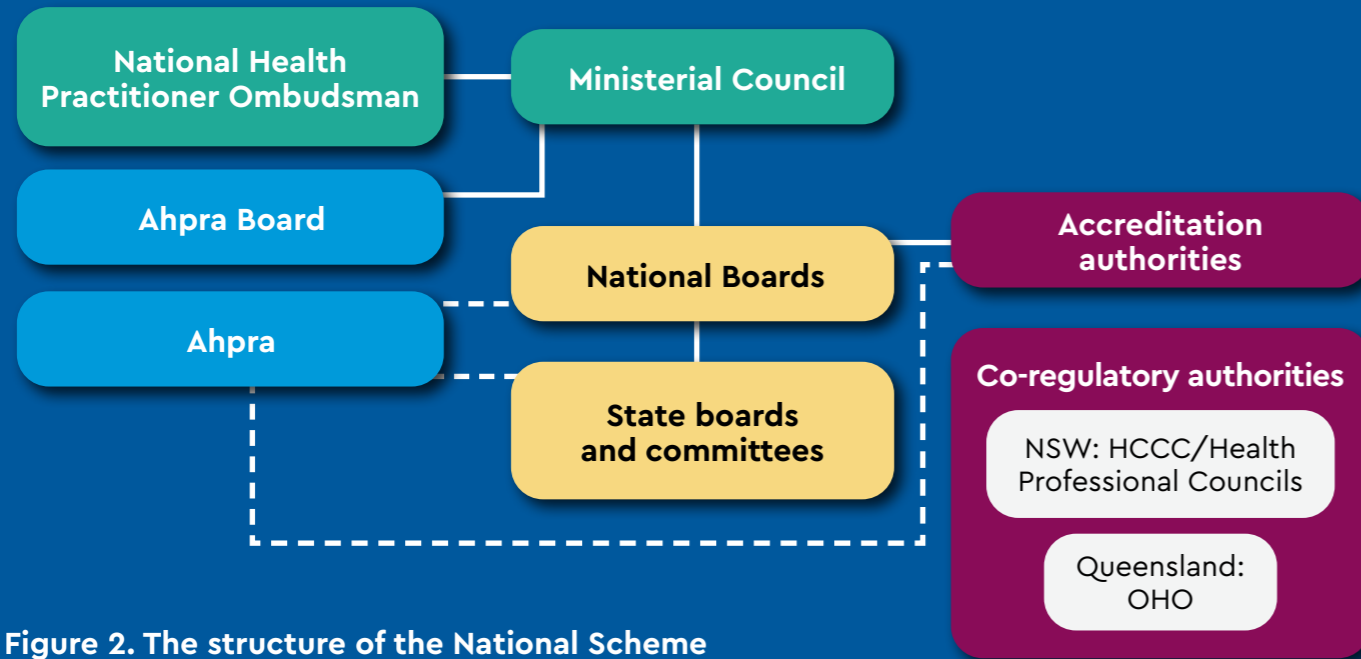 National Health
Practitioner Ombudsman
Ministerial Council
Ahpra Board
Accreditation
authorities
National Boards
Ahpra
Co-regulatory authorities
State boards
and committees
NSW: HCCC/Health
Professional Councils
Queensland:
OHO
Figure 2. The structure of the National Scheme